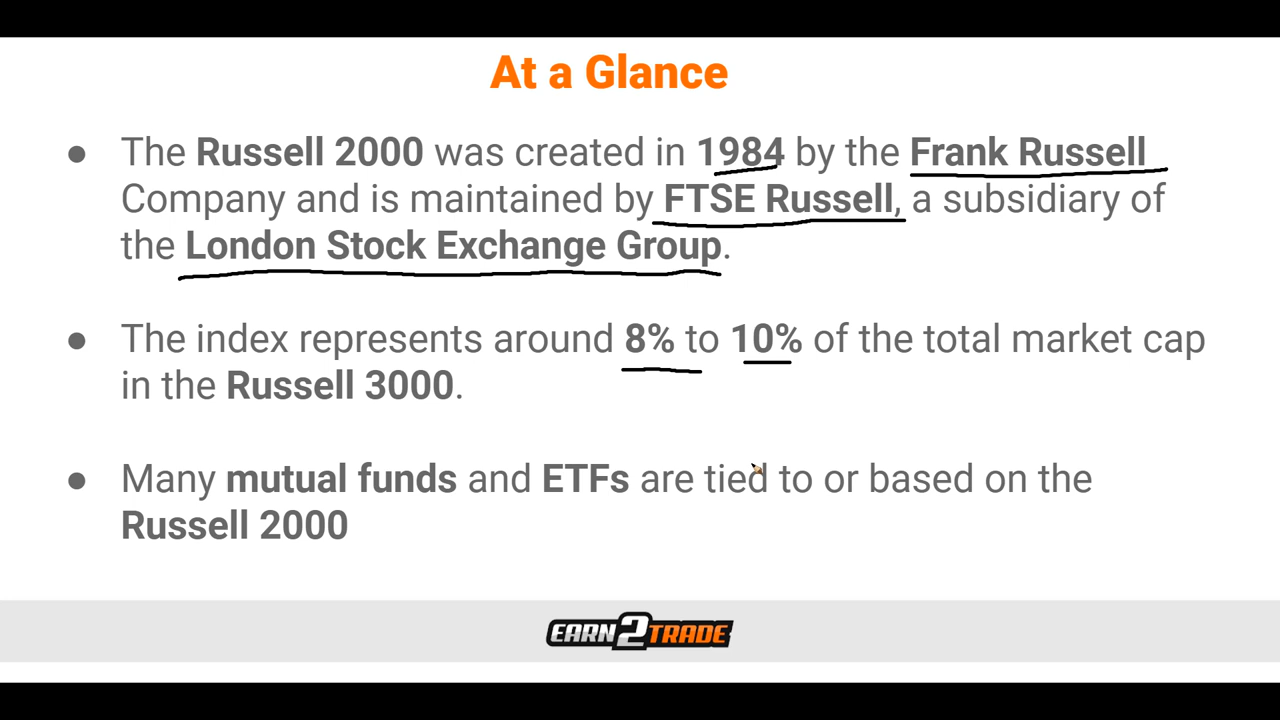 At a Glance
● The Russell 2000 was created in 1984 by the Frank Russell
Company and is maintained by FTSE Russell, a subsidiary of
the London Stock Exchange Group.
● The index represents around 8% to 10% of the total market cap
in the Russell 3000.
● Many mutual funds and ETFs are tied to or based on the
Russell 2000
EARN2TRADE